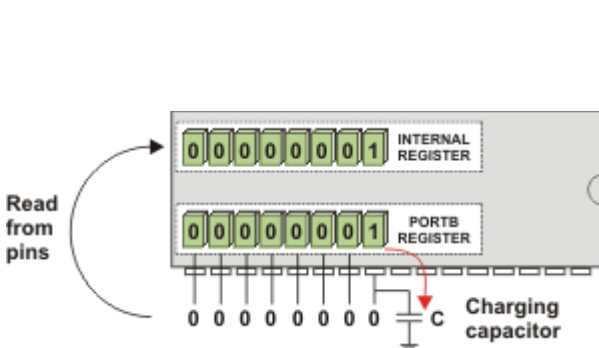 0 0 0 0 0 0 0 1 INTERNAL
REGISTER
Read
from
pins
0 0 0 0 0 0 0 1 PORTB
REGISTER
0 0 0 0 0 0 0 C
Charging
capacitor